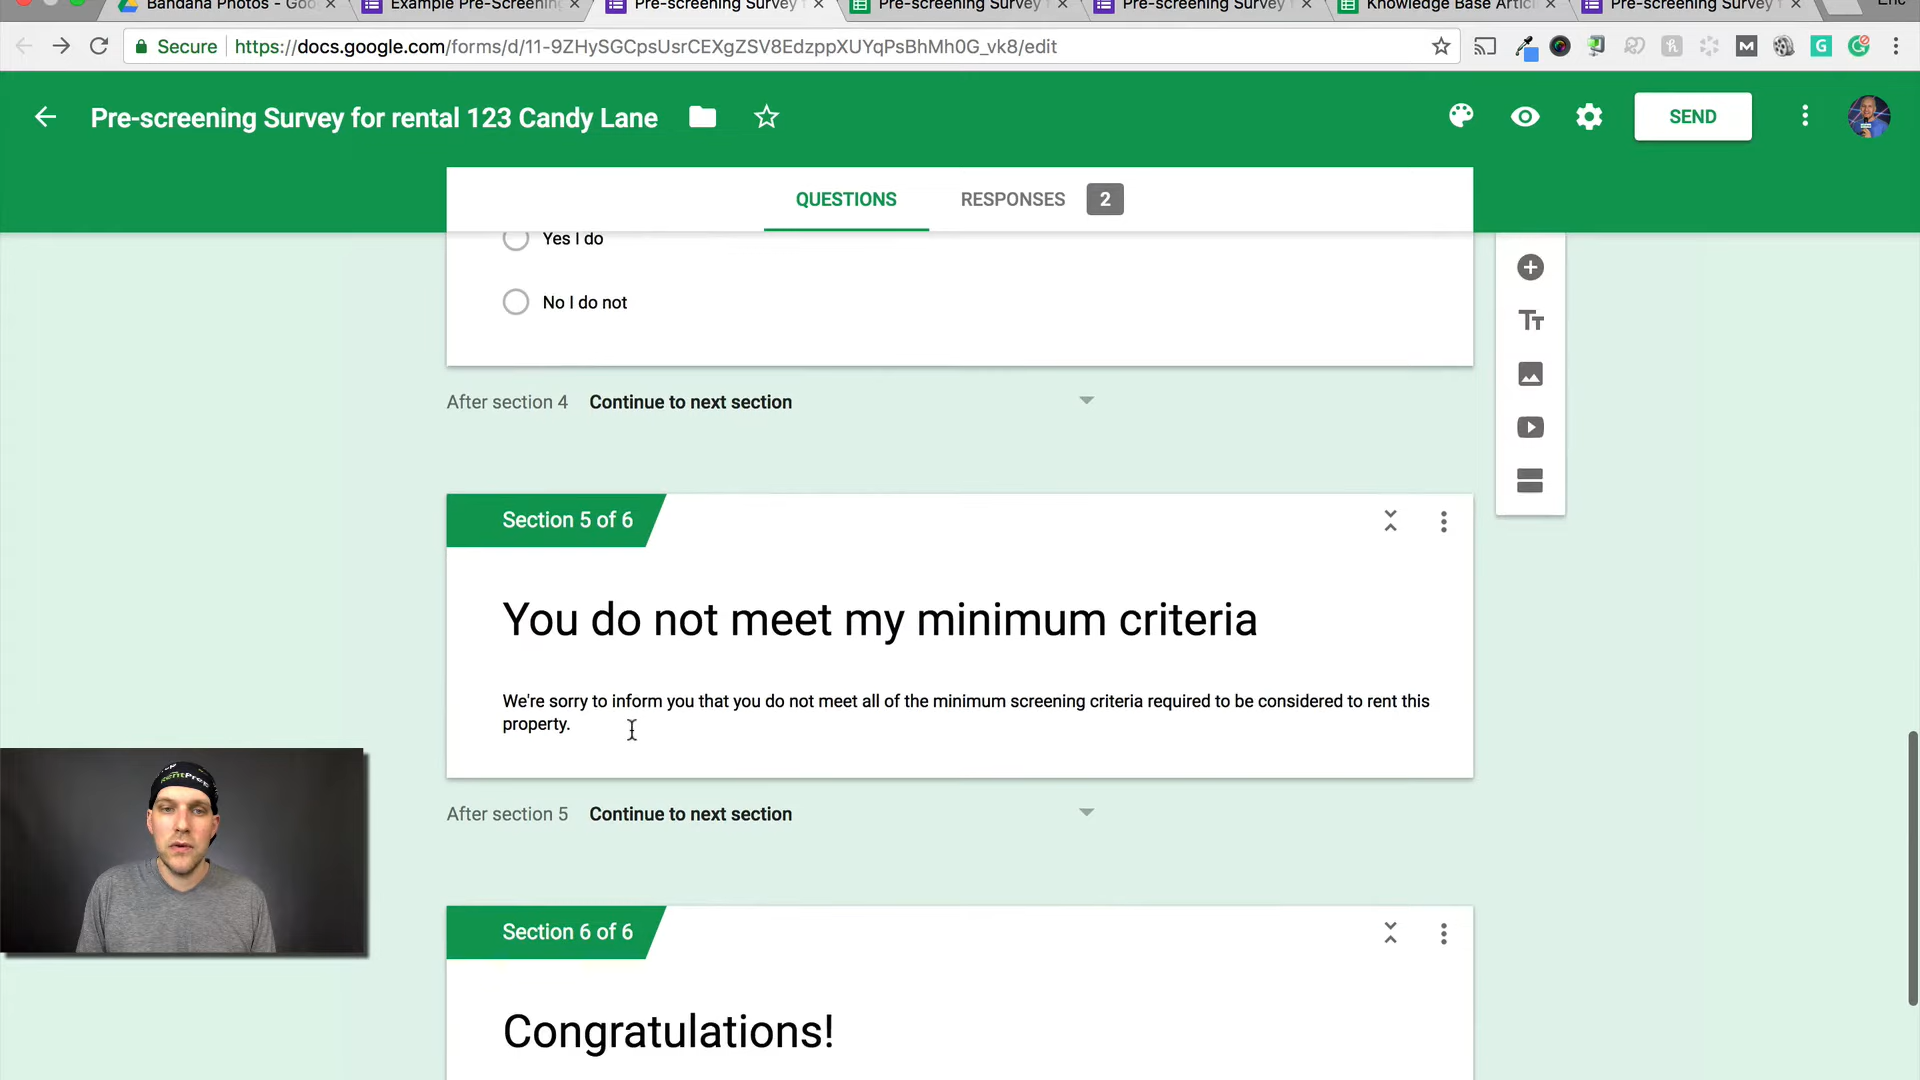 Bandana Photos - Goo
Example Pre-Screening
Pre-screening Survey
Pre-screening Survey
Pre-screening Survey
Knowledge Base Artic
Pre-screening Survey
Eric
Secure https://docs.google.com/forms/d/11-9ZHySGCpsUsrCEXgZSV8EdzppXUYqPsBhMh0G_vk8/edit
Pre-screening Survey for rental 123 Candy Lane
SEND
QUESTIONS
RESPONSES 2
Yes I do
No I do not
After section 4 Continue to next section
Section 5 of 6
You do not meet my minimum criteria
We're sorry to inform you that you do not meet all of the minimum screening criteria required to be considered to rent this
property.
After section 5 Continue to next section
Section 6 of 6
Congratulations!
RentPrep